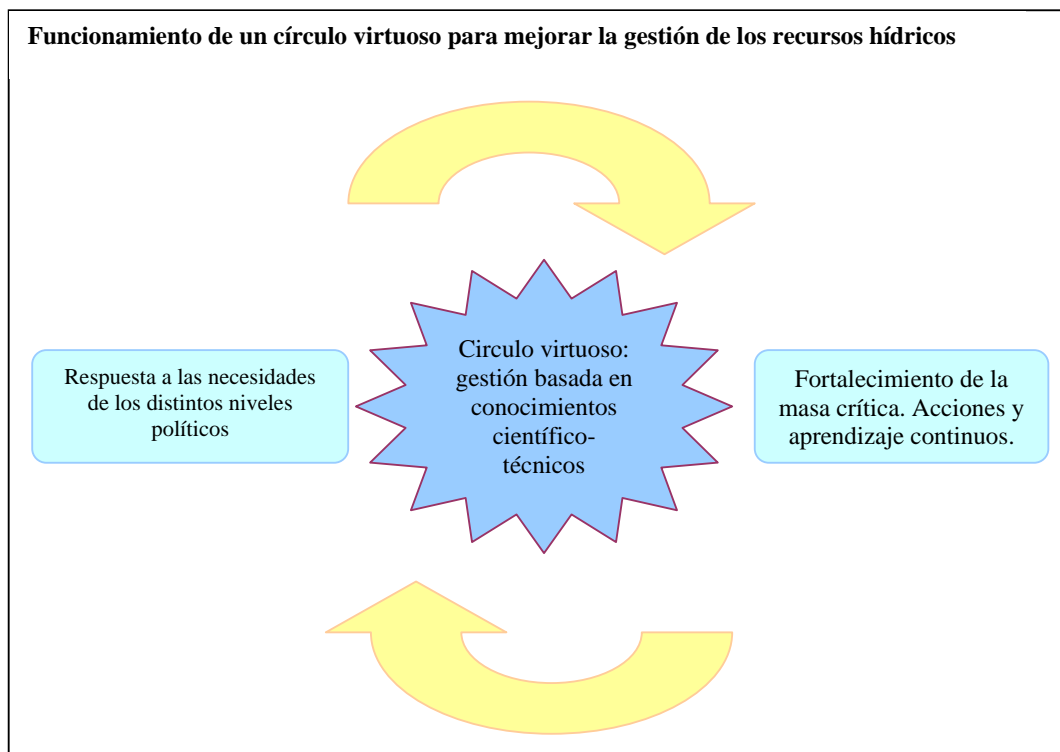 Funcionamiento de un círculo virtuoso para mejorar la gestión de los recursos hídricos
Respuesta a las necesidades
de los distintos niveles
políticos
Circulo virtuoso:
gestión basada en
conocimientos
científico-
técnicos
Fortalecimiento de la
masa crítica. Acciones y
aprendizaje continuos.